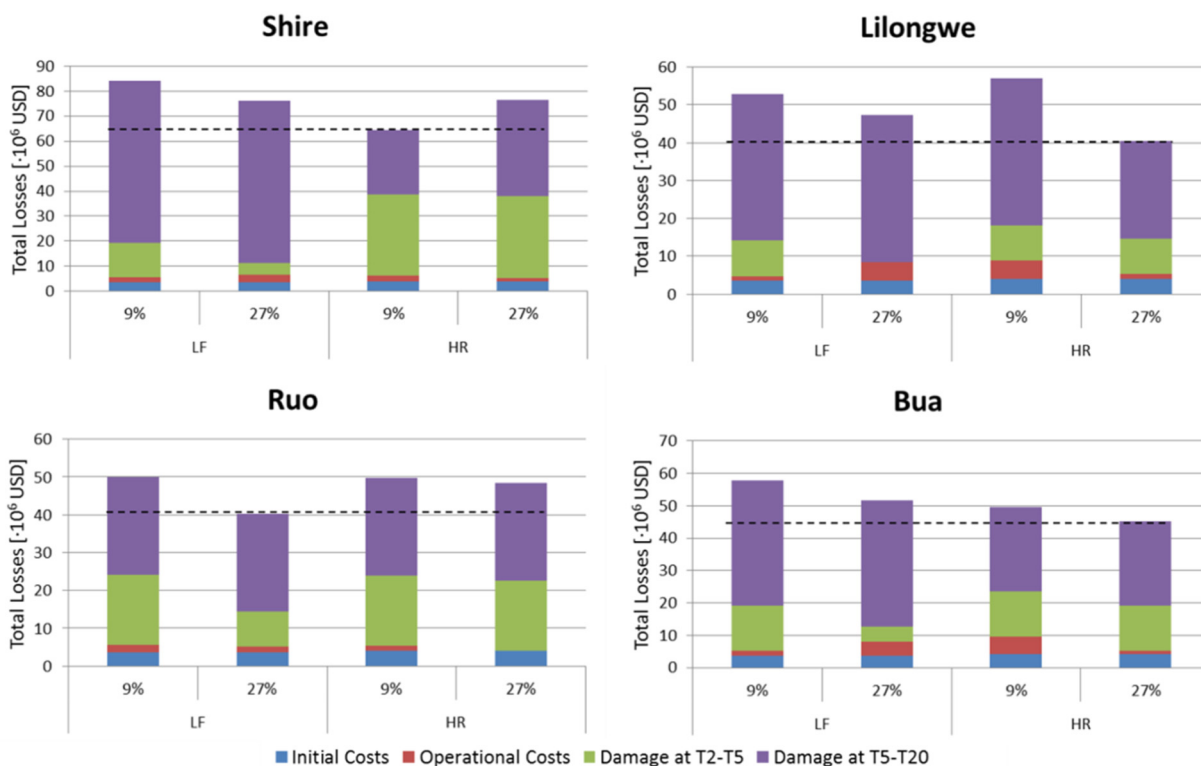 Shire
Total Losses [·10⁶ USD]
90
80
70
60
50
40
30
20
10
0
9% 27% 9% 27%
LF HR
Lilongwe
Total Losses [·10⁶ USD]
60
50
40
30
20
10
0
9% 27% 9% 27%
LF HR
Ruo
Total Losses [·10⁶ USD]
60
50
40
30
20
10
0
9% 27% 9% 27%
LF HR
Bua
Total Losses [·10⁶ USD]
70
60
50
40
30
20
10
0
9% 27% 9% 27%
LF HR
Initial Costs Operational Costs Damage at T2-T5 Damage at T5-T20